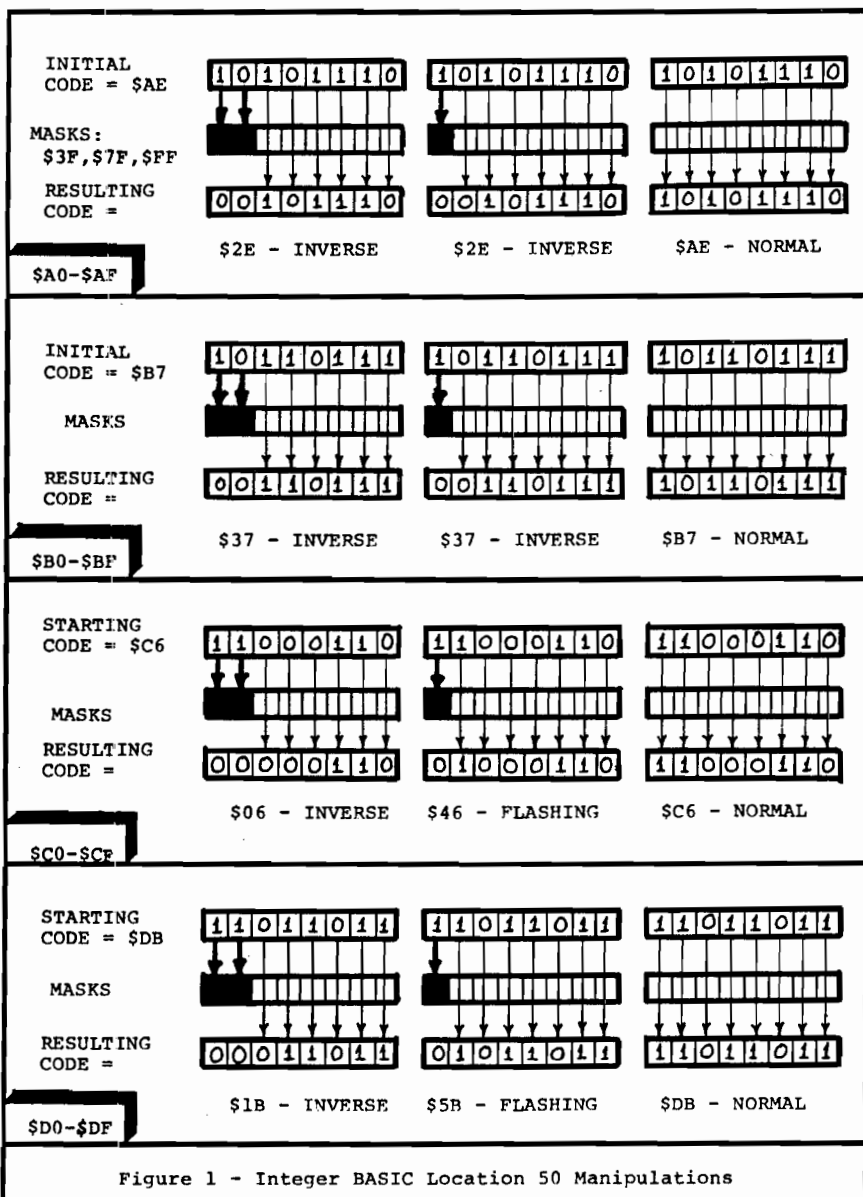 INITIAL
CODE = $AE
1 0 1 0 1 1 1 0
1 0 1 0 1 1 1 0
1 0 1 0 1 1 1 0
MASKS:
$3F,$7F,$FF
RESULTING
CODE =
0 0 1 0 1 1 1 0
0 0 1 0 1 1 1 0
1 0 1 0 1 1 1 0
$2E - INVERSE
$2E - INVERSE
$AE - NORMAL
$A0-$AF
INITIAL
CODE = $B7
1 0 1 1 0 1 1 1
1 0 1 1 0 1 1 1
1 0 1 1 0 1 1 1
MASKS
RESULTING
CODE =
0 0 1 1 0 1 1 1
0 0 1 1 0 1 1 1
1 0 1 1 0 1 1 1
$37 - INVERSE
$37 - INVERSE
$B7 - NORMAL
$B0-$BF
STARTING
CODE = $C6
1 1 0 0 0 1 1 0
1 1 0 0 0 1 1 0
1 1 0 0 0 1 1 0
MASKS
RESULTING
CODE =
0 0 0 0 0 1 1 0
0 1 0 0 0 1 1 0
1 1 0 0 0 1 1 0
$06 - INVERSE
$46 - FLASHING
$C6 - NORMAL
$C0-$CF
STARTING
CODE = $DB
1 1 0 1 1 0 1 1
1 1 0 1 1 0 1 1
1 1 0 1 1 0 1 1
MASKS
RESULTING
CODE =
0 0 0 1 1 0 1 1
0 1 0 1 1 0 1 1
1 1 0 1 1 0 1 1
$1B - INVERSE
$5B - FLASHING
$DB - NORMAL
$D0-$DF
Figure 1 - Integer BASIC Location 50 Manipulations